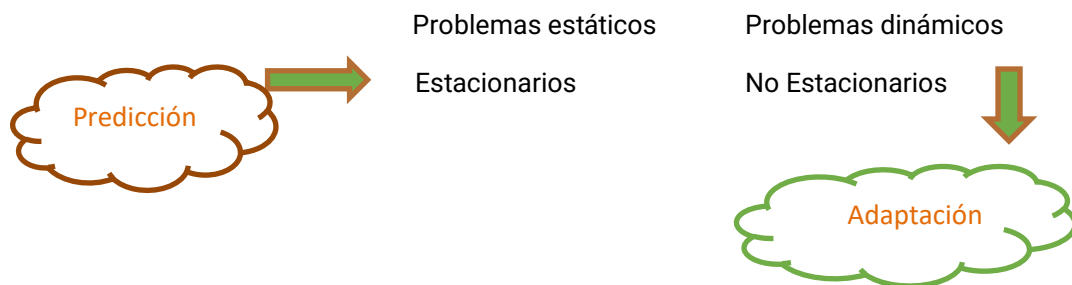 Problemas estáticos
Problemas dinámicos
Predicción
Estacionarios
No Estacionarios
Adaptación